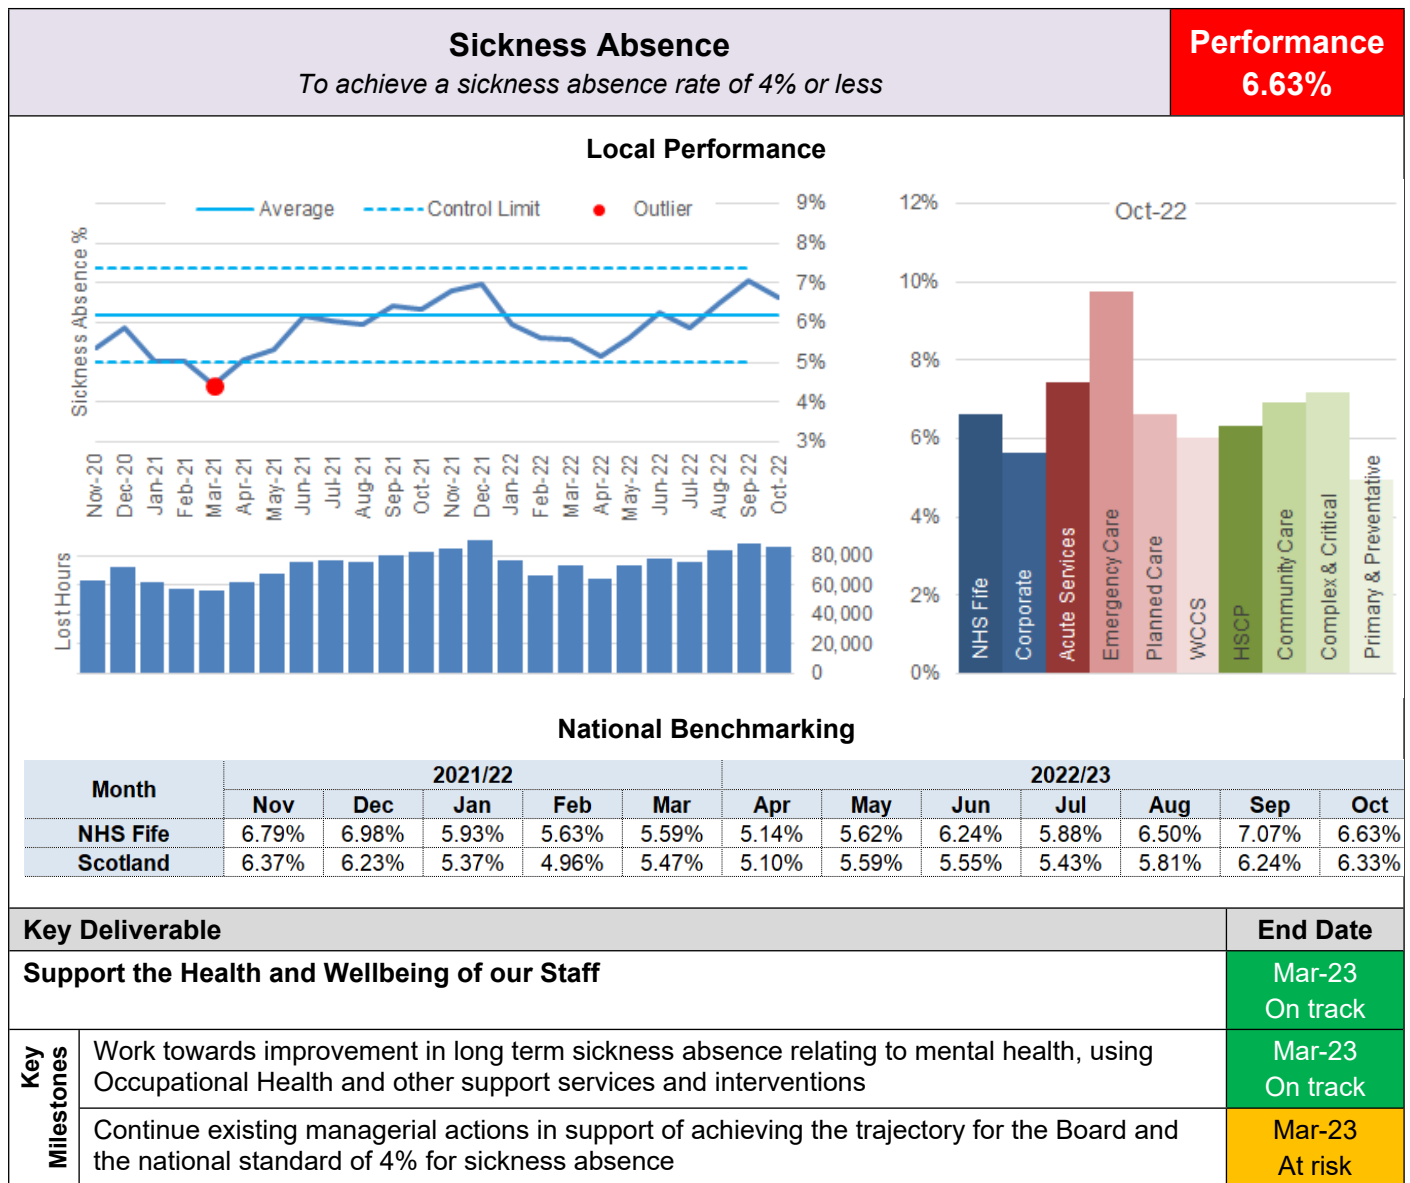 Sickness Absence
To achieve a sickness absence rate of 4% or less
Performance
6.63%
Local Performance
Average Control Limit Outlier
Sickness Absence %
9%
8%
7%
6%
5%
4%
3%
Nov-20 Dec-20 Jan-21 Feb-21 Mar-21 Apr-21 May-21 Jun-21 Jul-21 Aug-21 Sep-21 Oct-21 Nov-21 Dec-21 Jan-22 Feb-22 Mar-22 Apr-22 May-22 Jun-22 Jul-22 Aug-22 Sep-22 Oct-22
Lost Hours
80,000
60,000
40,000
20,000
0
Oct-22
12%
10%
8%
6%
4%
2%
0%
NHS Fife
Corporate
Acute Services
Emergency Care
Planned Care
WCCS
HSCP
Community Care
Complex & Critical
Primary & Preventative
National Benchmarking
Month 2021/22 2022/23
Nov Dec Jan Feb Mar Apr May Jun Jul Aug Sep Oct
NHS Fife 6.79% 6.98% 5.93% 5.63% 5.59% 5.14% 5.62% 6.24% 5.88% 6.50% 7.07% 6.63%
Scotland 6.37% 6.23% 5.37% 4.96% 5.47% 5.10% 5.59% 5.55% 5.43% 5.81% 6.24% 6.33%
Key Deliverable End Date
Support the Health and Wellbeing of our Staff
Mar-23
On track
Key
Milestones
Work towards improvement in long term sickness absence relating to mental health, using
Occupational Health and other support services and interventions
Mar-23
On track
Continue existing managerial actions in support of achieving the trajectory for the Board and
the national standard of 4% for sickness absence
Mar-23
At risk